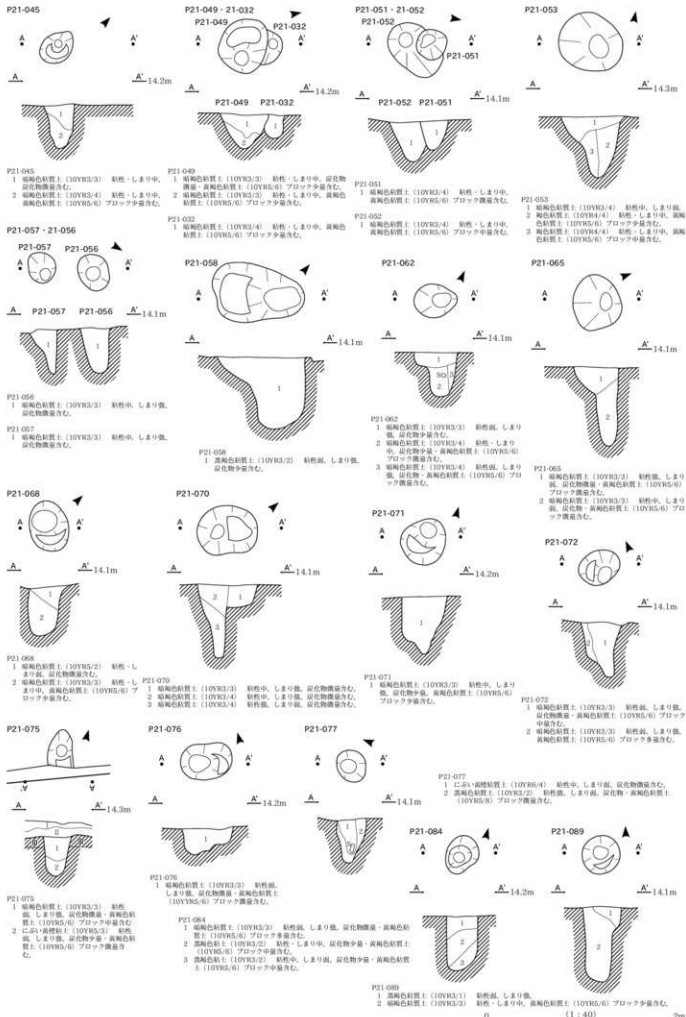 P21-045
A A'
A A' 14.2m
1
2
P21-045
1 暗褐色粘質土（10YR3/3） 粘性・しまり中、
炭化物微量含む。
2 暗褐色粘質土（10YR3/4） 粘性・しまり中、
黄褐色粘質土（10YR5/6）ブロック少量含む。
P21-049・21-032
P21-049
P21-032
A A'
A A' 14.2m
P21-049 P21-032
1
2
1
P21-049
1 暗褐色粘質土（10YR3/3） 粘性・しまり中、炭化物
微量・黄褐色粘質土（10YR5/6）ブロック少量含む。
2 暗褐色粘質土（10YR3/3） 粘性・しまり中、黄褐色
粘質土（10YR5/6）ブロック少量含む。
P21-032
1 暗褐色粘質土（10YR3/4） 粘性・しまり中、黄褐色
粘質土（10YR5/6）ブロック少量含む。
P21-051・21-052
P21-052
P21-051
A A'
A A' 14.1m
P21-052 P21-051
1
1
P21-051
1 暗褐色粘質土（10YR3/4） 粘性・しまり中、
黄褐色粘質土（10YR5/6）ブロック微量含む。
P21-052
1 暗褐色粘質土（10YR3/4） 粘性・しまり中、
黄褐色粘質土（10YR5/6）ブロック中量含む。
P21-053
A A'
A A' 14.3m
1
3 2
P21-053
1 暗褐色粘質土（10YR3/4） 粘性中、しまり弱。
2 褐色粘質土（10YR4/4） 粘性・しまり中、黄褐
色粘質土（10YR5/6）ブロック少量含む。
3 褐色粘質土（10YR4/4） 粘性・しまり中、黄褐
色粘質土（10YR5/6）ブロック中量含む。
P21-057・21-056
P21-057 P21-056
A A'
A P21-057 P21-056 A' 14.1m
1
1
P21-056
1 暗褐色粘質土（10YR3/3） 粘性中、しまり強、
炭化物微量含む。
P21-057
1 暗褐色粘質土（10YR3/3） 粘性中、しまり強、
炭化物微量含む。
P21-058
A A'
A A' 14.1m
1
P21-058
1 黒褐色粘質土（10YR3/2） 粘性弱、しまり強、
炭化物少量含む。
P21-062
A A'
A A' 14.1m
1
S 3
2
P21-062
1 暗褐色粘質土（10YR3/3） 粘性弱、しまり
強、炭化物少量含む。
2 暗褐色粘質土（10YR3/4） 粘性・しまり
中、炭化物少量・黄褐色粘質土（10YR5/6）
ブロック微量含む。
3 暗褐色粘質土（10YR3/4） 粘性弱、しまり
強、炭化物・黄褐色粘質土（10YR5/6）ブロ
ック微量含む。
P21-065
A A'
A A' 14.1m
1
2
P21-065
1 暗褐色粘質土（10YR3/3） 粘性強、しまり
弱、炭化物微量・黄褐色粘質土（10YR5/6）
ブロック微量含む。
2 暗褐色粘質土（10YR3/3） 粘性中、しまり
弱、炭化物・黄褐色粘質土（10YR5/6）ブロ
ック微量含む。
P21-068
A A'
A A' 14.1m
1
2
P21-068
1 暗褐色粘質土（10YR5/2） 粘性・し
まり弱、炭化物微量含む。
2 暗褐色粘質土（10YR3/3） 粘性・し
まり中、黄褐色粘質土（10YR5/6）ブ
ロック少量含む。
P21-070
A A'
A A' 14.1m
2 1
3
P21-070
1 暗褐色粘質土（10YR3/3） 粘性中、しまり強、炭化物微量含む。
2 暗褐色粘質土（10YR3/4） 粘性中、しまり強、炭化物微量含む。
3 暗褐色粘質土（10YR3/4） 粘性強、しまり弱、炭化物微量含む。
P21-071
A A'
A A' 14.2m
1
P21-071
1 暗褐色粘質土（10YR3/3） 粘性中、しまり
強、炭化物少量、黄褐色粘質土（10YR5/6）
ブロック少量含む。
P21-072
A A'
A A' 14.1m
2 1
P21-072
1 暗褐色粘質土（10YR3/3） 粘性弱、しまり強、
炭化物微量・黄褐色粘質土（10YR5/6）ブロック
中量含む。
2 暗褐色粘質土（10YR3/3） 粘性弱、しまり強、
黄褐色粘質土（10YR5/6）ブロック多量含む。
P21-075
A A'
A A' 14.3m
1
2
1
2
P21-075
1 暗褐色粘質土（10YR3/3） 粘性
弱、しまり強、炭化物微量・黄褐色粘
質土（10YR5/6）ブロック中量含む
2 にぶい黄橙粘土（10YR5/3） 粘性
弱、しまり強、炭化物少量・黄褐色粘
質土（10YR5/6）ブロック微量含
む。
P21-076
A A'
A A' 14.2m
1
P21-076
1 暗褐色粘質土（10YR3/3） 粘性弱、
しまり強、炭化物微量・黄褐色粘質土
（10YYR5/6）ブロック微量含む。
P21-077
A A'
A A' 14.1m
1 2
P21-077
1 にぶい黄橙粘質土（10YR6/4） 粘性中、しまり弱、炭化物微量含む。
2 黒褐色粘質土（10YR3/2） 粘性強、しまり弱、炭化物・黄褐色粘質土
（10YR5/8）ブロック微量含む。
P21-084
A A'
A A' 14.2m
1
2
3
P21-084
1 暗褐色粘質土（10YR3/3） 粘性弱、しまり強、炭化物微量・黄褐色粘
質土（10YR5/6）ブロック多量含む。
2 黒褐粘土（10YR3/2） 粘性・しまり中、炭化物少量・黄褐色粘質土
（10YR5/6）ブロック中量含む。
3 黒褐粘土（10YR3/2） 粘性中、しまり弱、炭化物少量・黄褐色粘質
土（10YR5/6）ブロック中量含む。
P21-089
A A'
A A' 14.1m
1
2
P21-089
1 黒褐色粘質土（10YR3/1） 粘性弱、しまり強。
2 暗褐色粘質土（10YR3/3） 粘性・しまり中、黄褐色粘質土（10YR5/6）ブロック少量含む。
0 （1：40） 2m